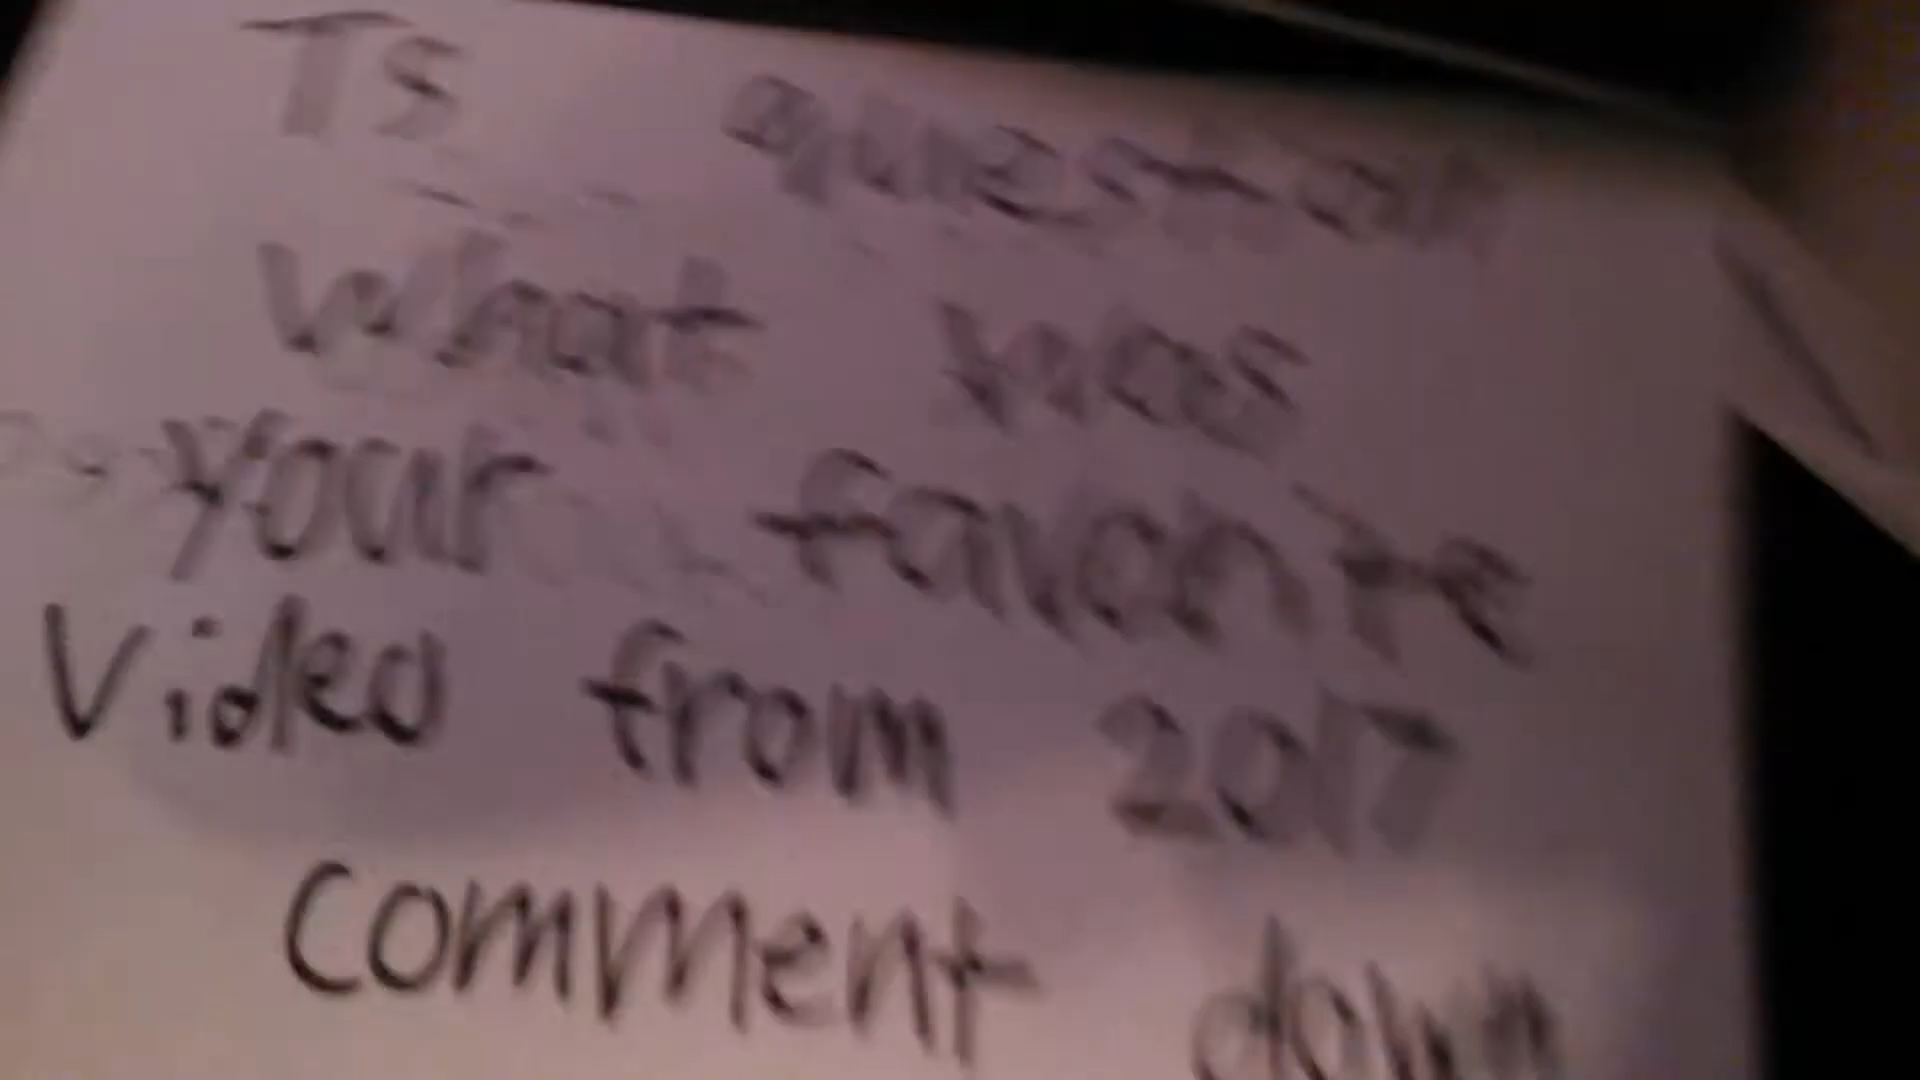 TS question
What was
your favorite
Video from 2017
comment down